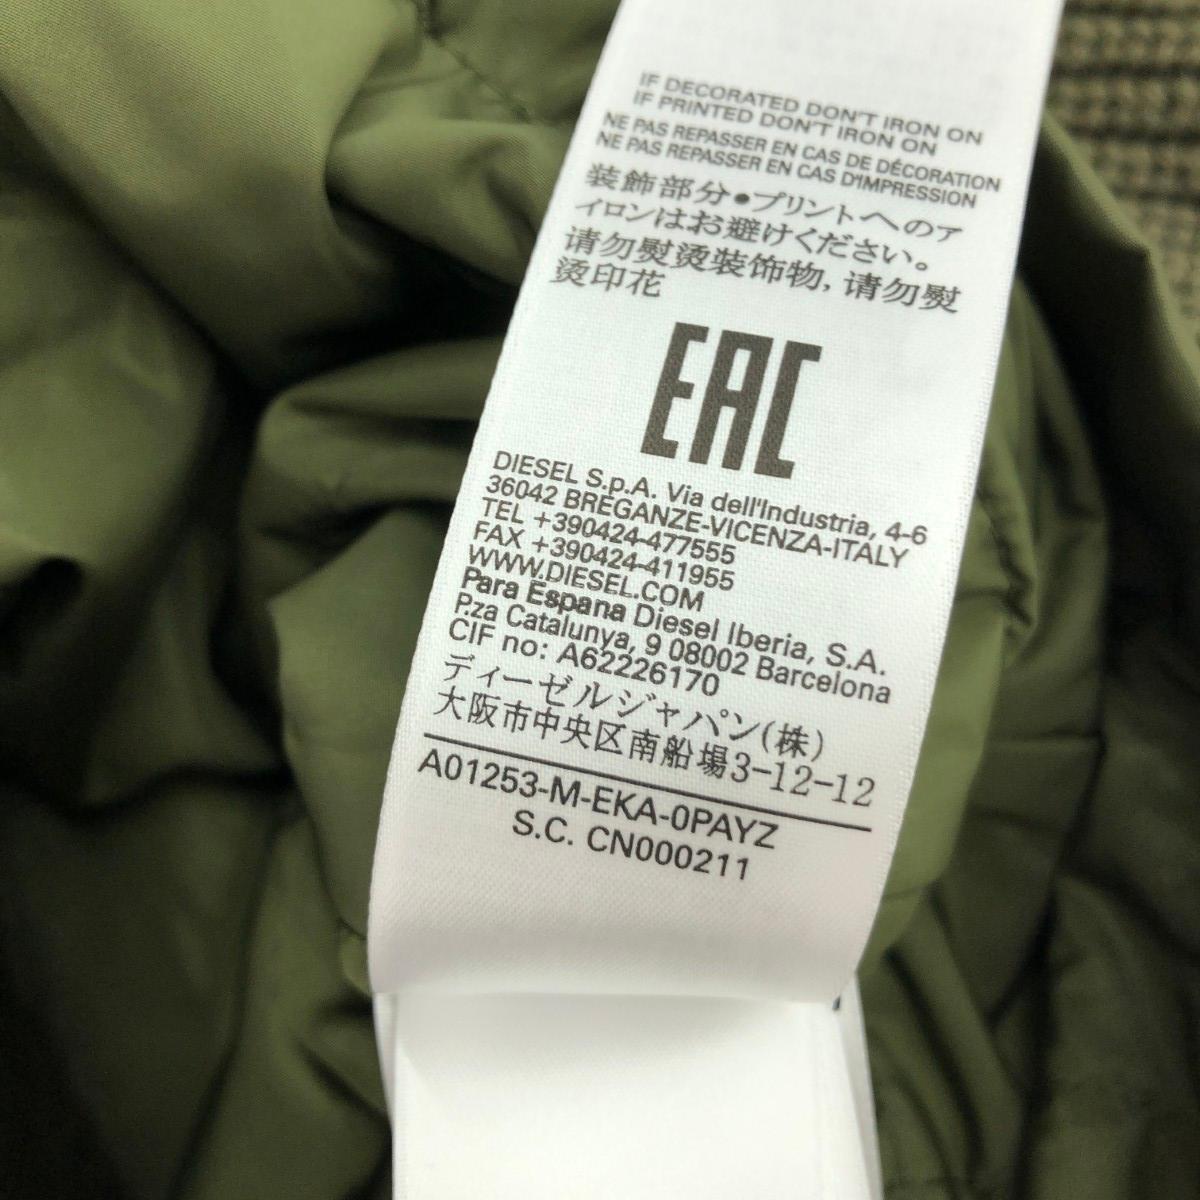 IF DECORATED DON'T IRON ON
IF PRINTED DON'T IRON ON
NE PAS REPASSER EN CAS DE DÉCORATION
NE PAS REPASSER EN CAS D'IMPRESSION
装飾部分•プリントへのア
イロンはお避けください。
请勿熨烫装饰物, 请勿熨
烫印花
EAC
DIESEL S.p.A. Via dell'Industria, 4-6
36042 BREGANZE-VICENZA-ITALY
TEL +390424-477555
FAX +390424-411955
WWW.DIESEL.COM
Para Espana Diesel Iberia, S.A.
P.za Catalunya, 9 08002 Barcelona
CIF no: A62226170
ディーゼルジャパン(株)
大阪市中央区南船場3-12-12
A01253-M-EKA-0PAYZ
S.C. CN000211